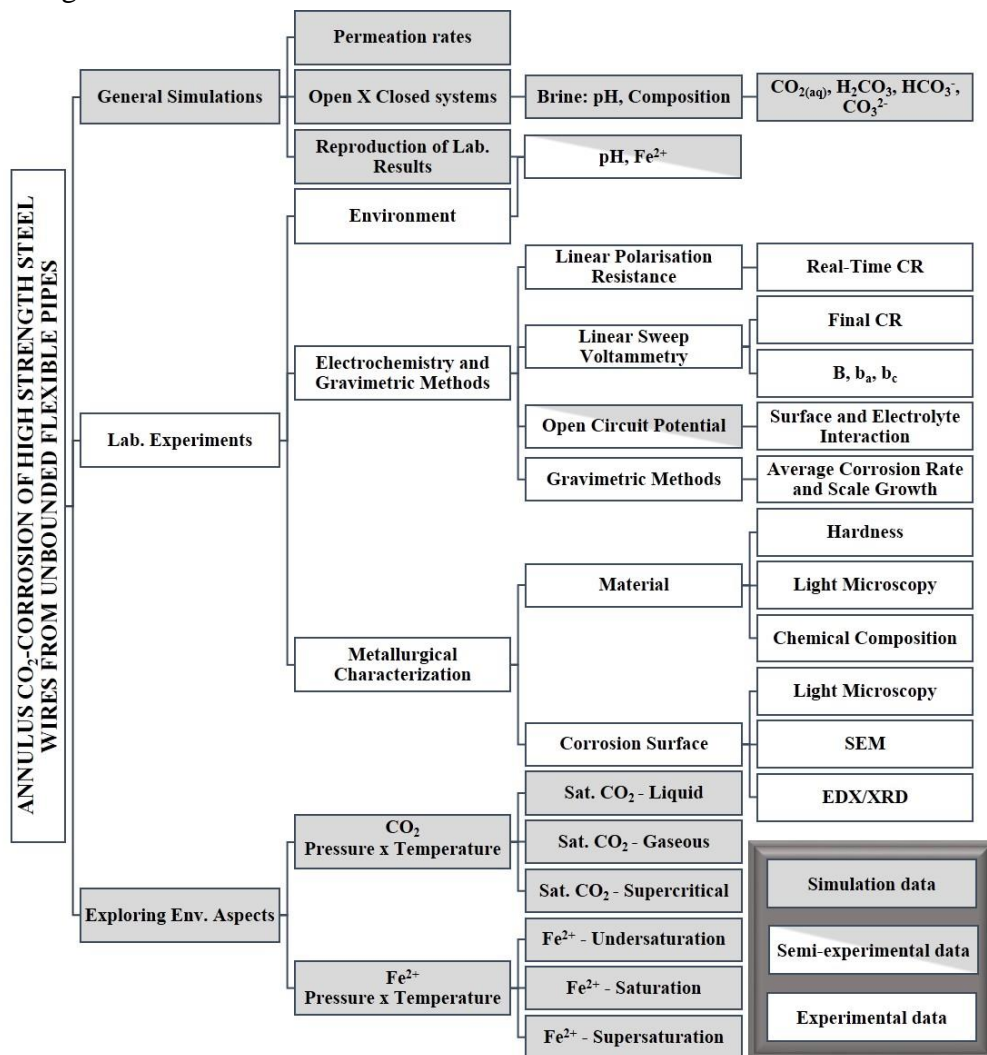 ANNULUS CO₂-CORROSION OF HIGH STRENGTH STEEL
WIRES FROM UNBOUNDED FLEXIBLE PIPES
General Simulations
Permeation rates
Open X Closed systems
Brine: pH, Composition
CO₂₍ₐq₎, H₂CO₃, HCO₃⁻,
CO₃²⁻
Reproduction of Lab.
Results
pH, Fe²⁺
Lab. Experiments
Environment
Electrochemistry and
Gravimetric Methods
Linear Polarisation
Resistance
Real-Time CR
Linear Sweep
Voltammetry
Final CR
B, bₐ, b꜀
Open Circuit Potential
Surface and Electrolyte
Interaction
Gravimetric Methods
Average Corrosion Rate
and Scale Growth
Metallurgical
Characterization
Material
Hardness
Light Microscopy
Chemical Composition
Corrosion Surface
Light Microscopy
SEM
EDX/XRD
Exploring Env. Aspects
CO₂
Pressure x Temperature
Sat. CO₂ - Liquid
Sat. CO₂ - Gaseous
Sat. CO₂ - Supercritical
Fe²⁺
Pressure x Temperature
Fe²⁺ - Undersaturation
Fe²⁺ - Saturation
Fe²⁺ - Supersaturation
Simulation data
Semi-experimental data
Experimental data